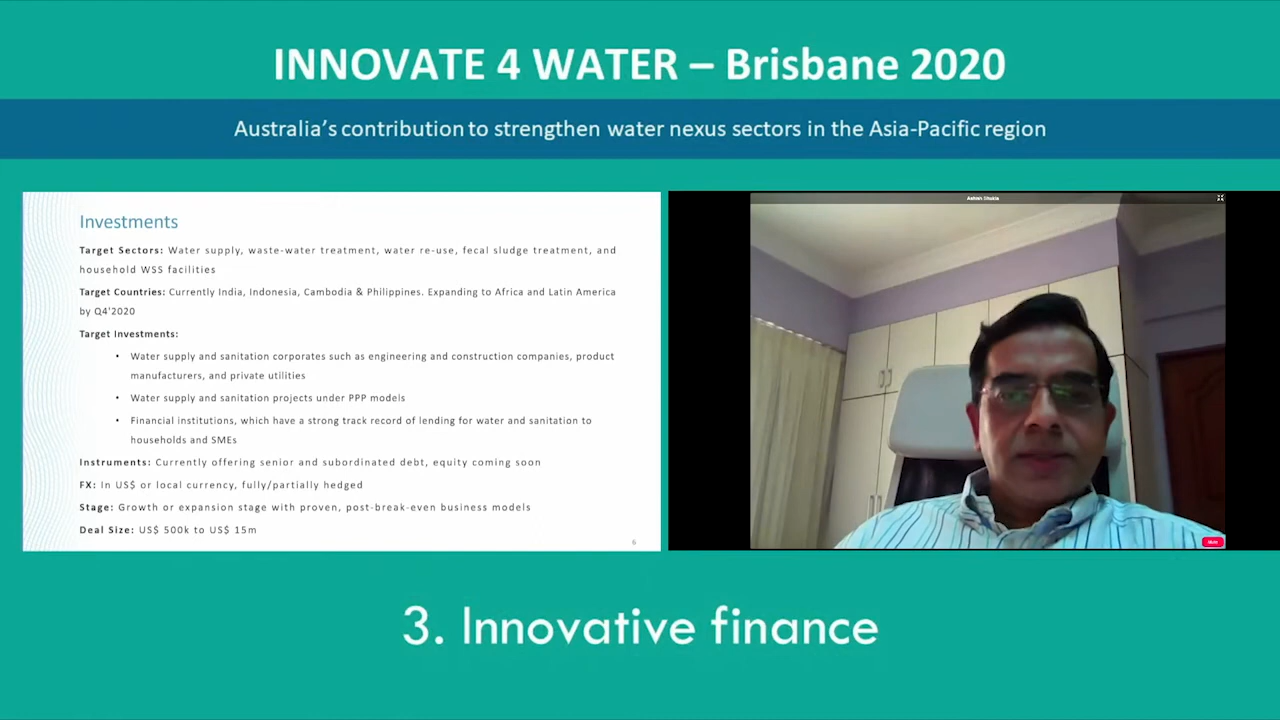 INNOVATE 4 WATER – Brisbane 2020
Australia's contribution to strengthen water nexus sectors in the Asia-Pacific region
Investments
Target Sectors: Water supply, waste-water treatment, water re-use, fecal sludge treatment, and
household WSS facilities
Target Countries: Currently India, Indonesia, Cambodia & Philippines. Expanding to Africa and Latin America
by Q4'2020
Target Investments:
• Water supply and sanitation corporates such as engineering and construction companies, product
manufacturers, and private utilities
• Water supply and sanitation projects under PPP models
• Financial institutions, which have a strong track record of lending for water and sanitation to
households and SMEs
Instruments: Currently offering senior and subordinated debt, equity coming soon
FX: In US$ or local currency, fully/partially hedged
Stage: Growth or expansion stage with proven, post-break-even business models
Deal Size: US$ 500k to US$ 15m
6
Ashish Shukla
3. Innovative finance